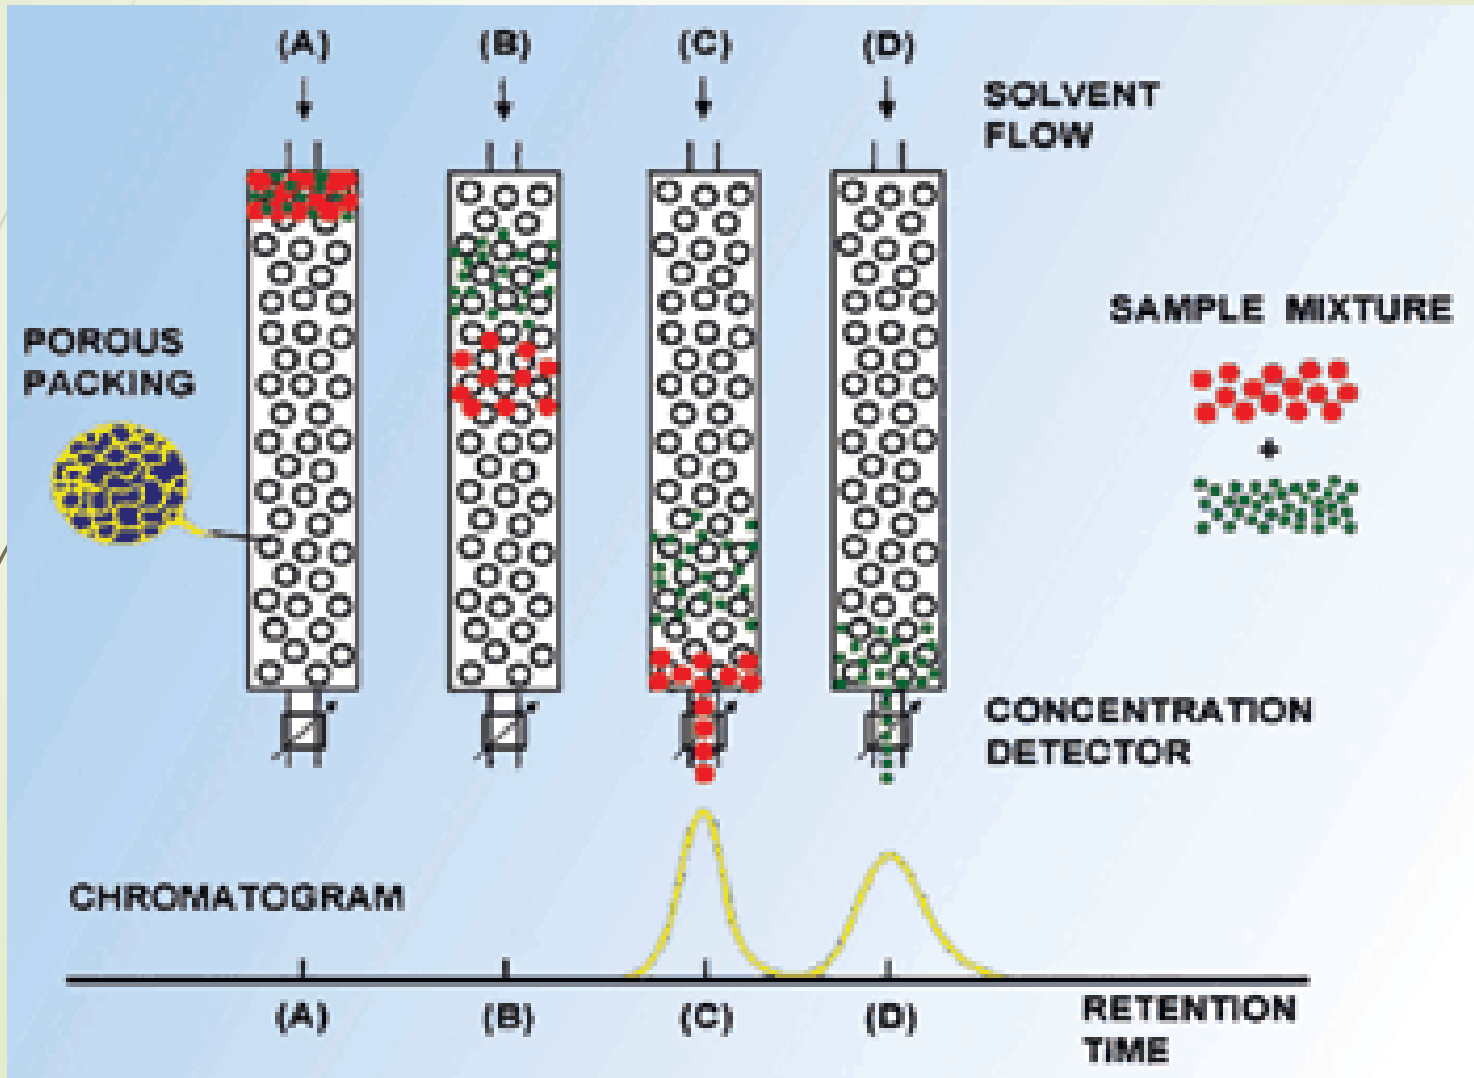 (A) (B) (C) (D)
SOLVENT
FLOW
SAMPLE MIXTURE
POROUS
PACKING
+
CONCENTRATION
DETECTOR
CHROMATOGRAM
(A) (B) (C) (D)
RETENTION
TIME